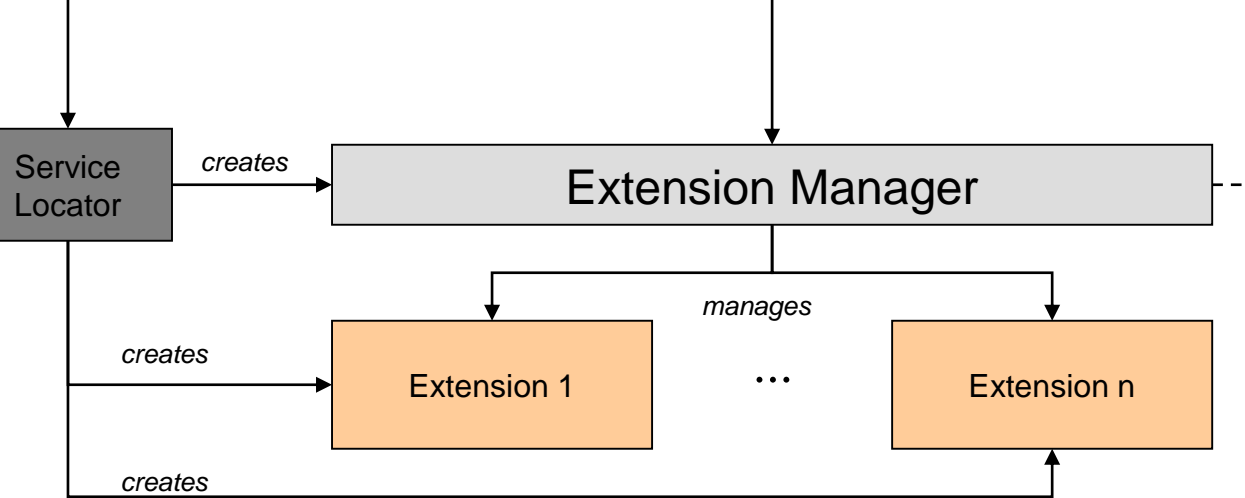 Service
Locator
creates
Extension Manager
manages
creates
Extension 1
...
Extension n
creates